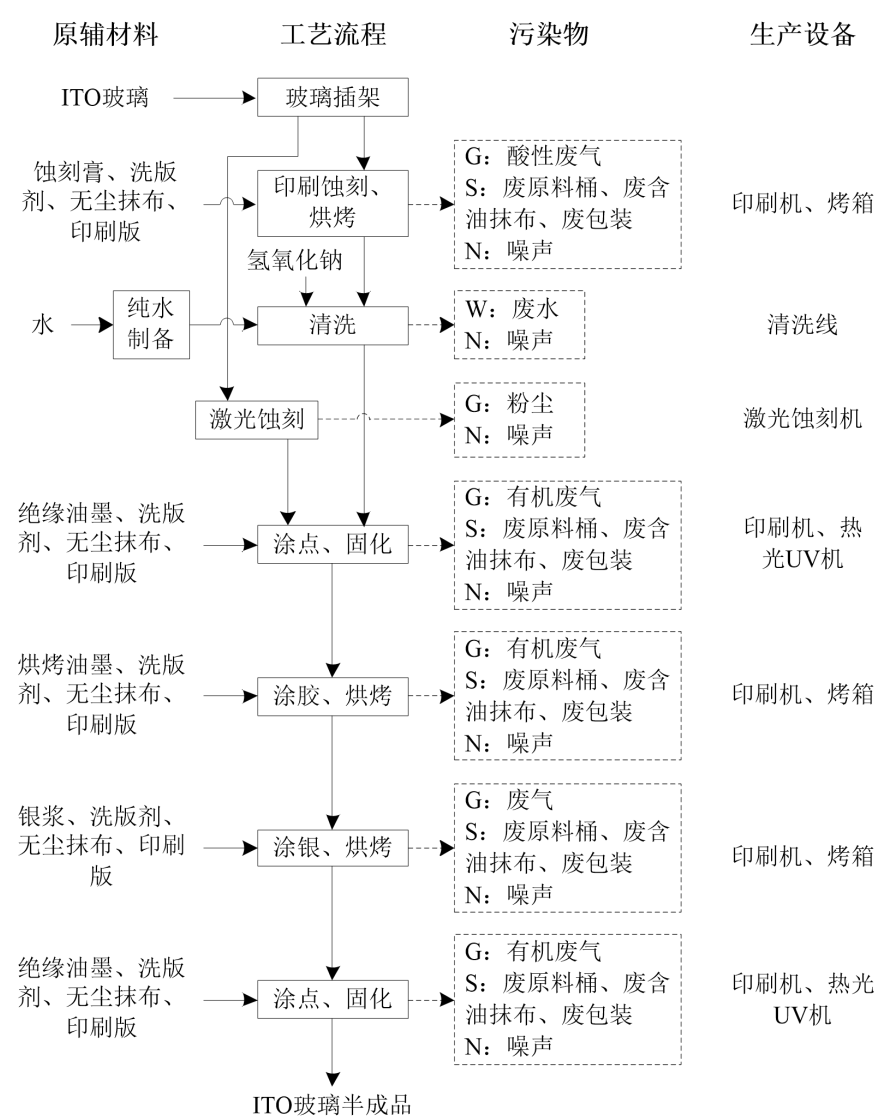 原辅材料 工艺流程 污染物 生产设备
ITO玻璃
玻璃插架
蚀刻膏、洗版
剂、无尘抹布、
印刷版
印刷蚀刻、
烘烤
G：酸性废气
S：废原料桶、废含
油抹布、废包装
N：噪声
印刷机、烤箱
氢氧化钠
水
纯水
制备
清洗
W：废水
N：噪声
清洗线
激光蚀刻
G：粉尘
N：噪声
激光蚀刻机
绝缘油墨、洗版
剂、无尘抹布、
印刷版
涂点、固化
G：有机废气
S：废原料桶、废含
油抹布、废包装
N：噪声
印刷机、热
光UV机
烘烤油墨、洗版
剂、无尘抹布、
印刷版
涂胶、烘烤
G：有机废气
S：废原料桶、废含
油抹布、废包装
N：噪声
印刷机、烤箱
银浆、洗版剂、
无尘抹布、印刷
版
涂银、烘烤
G：废气
S：废原料桶、废含
油抹布、废包装
N：噪声
印刷机、烤箱
绝缘油墨、洗版
剂、无尘抹布、
印刷版
涂点、固化
G：有机废气
S：废原料桶、废含
油抹布、废包装
N：噪声
印刷机、热光
UV机
ITO玻璃半成品